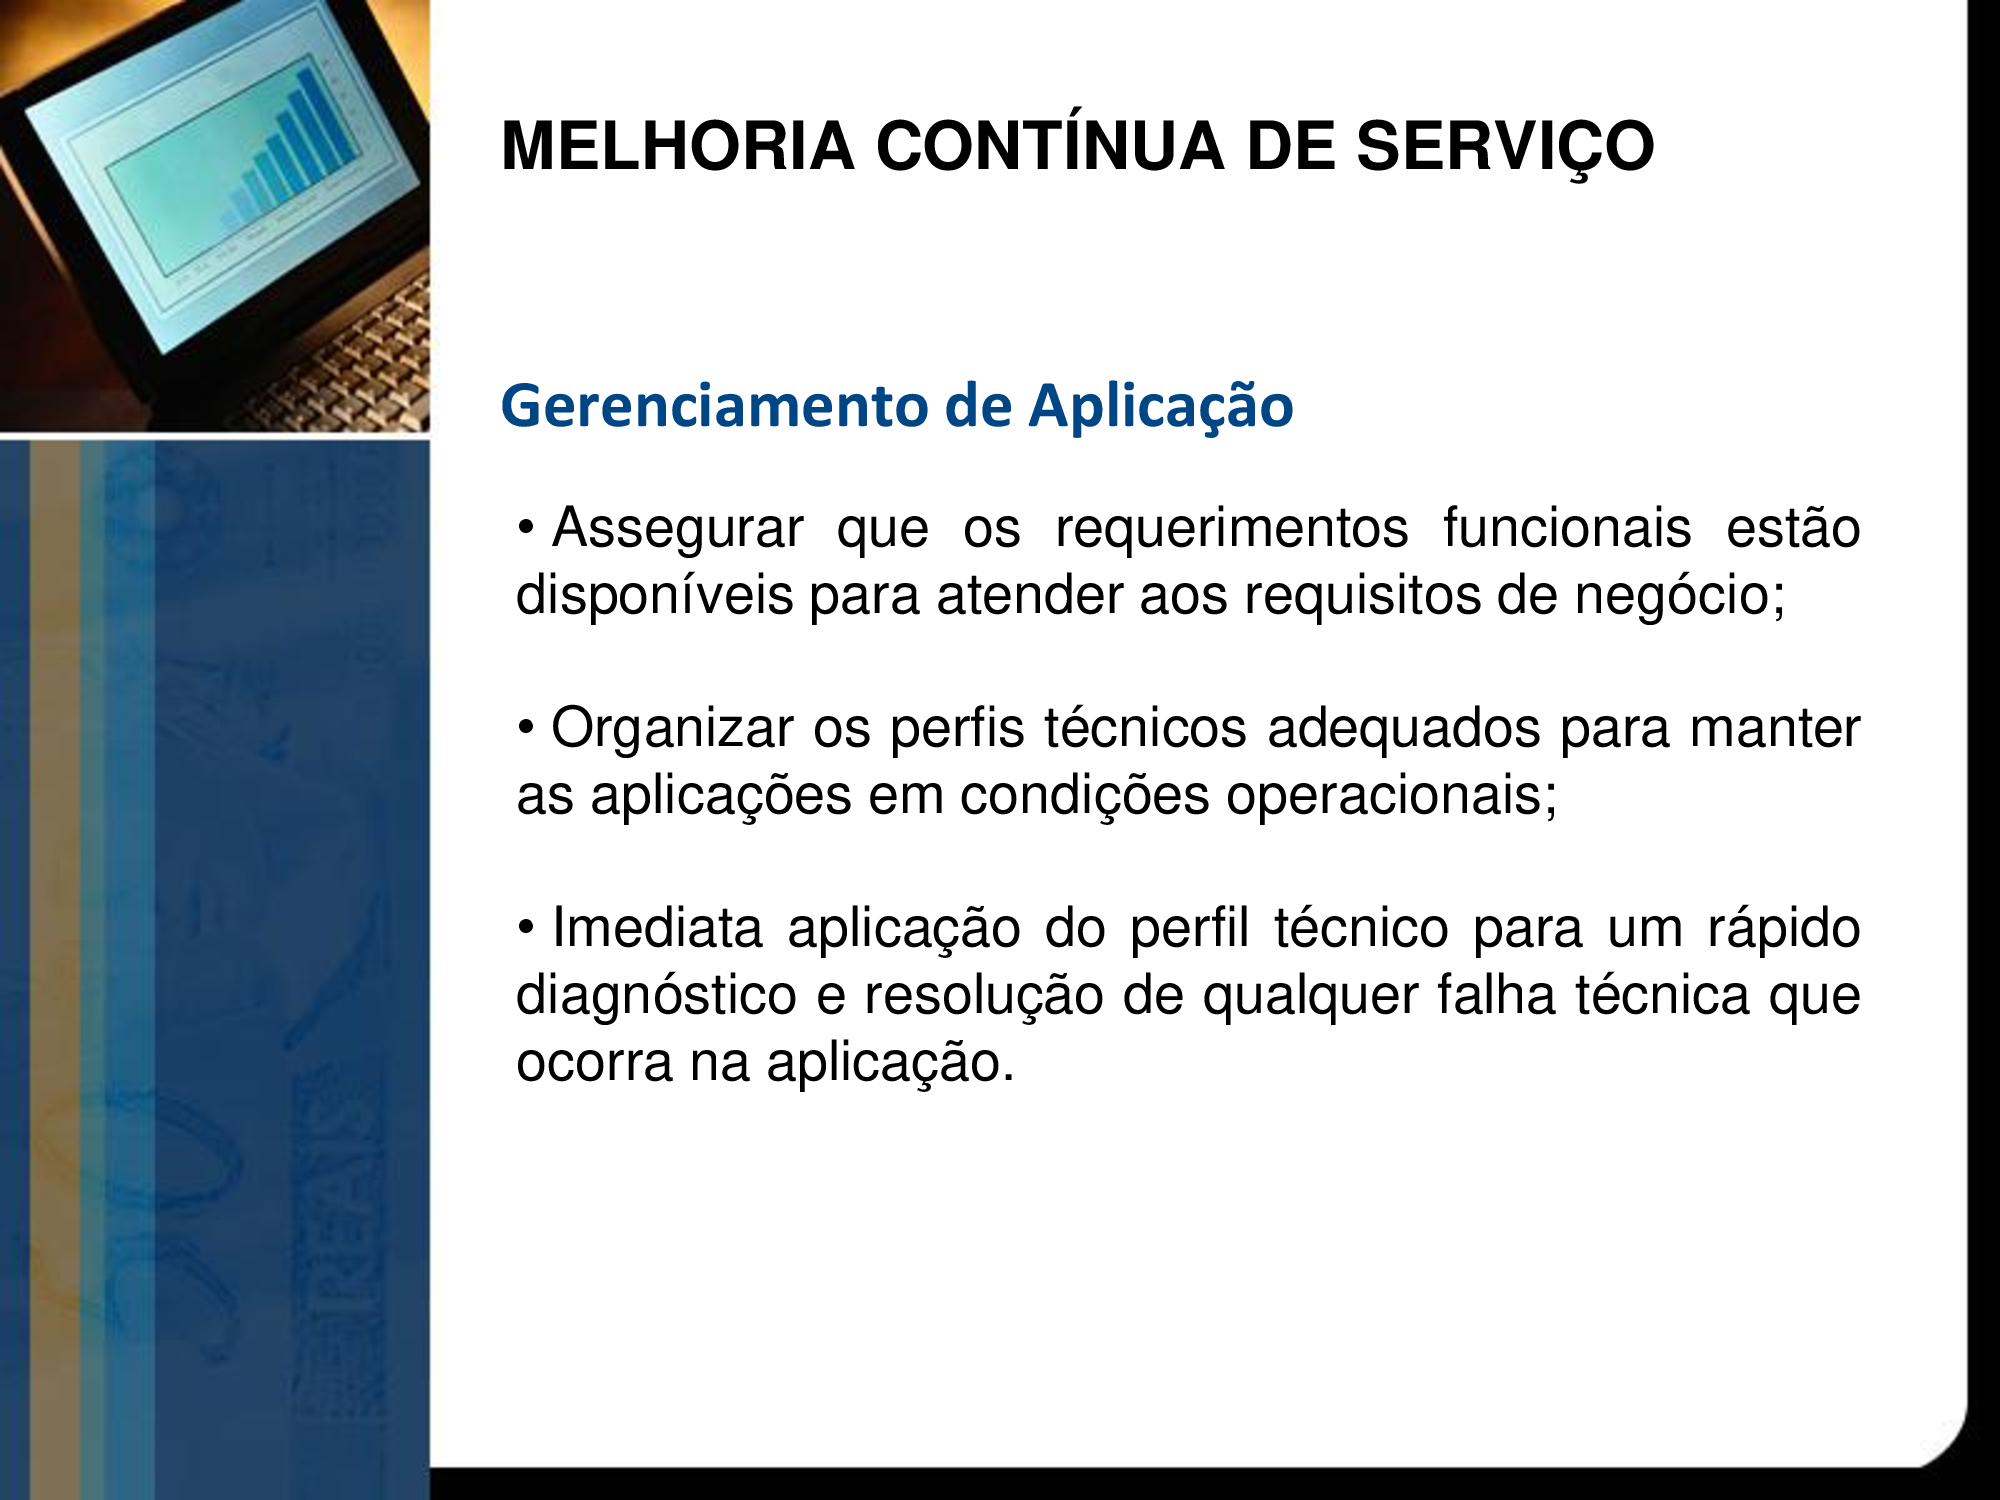 MELHORIA CONTÍNUA DE SERVIÇO
Gerenciamento de Aplicação
• Assegurar que os requerimentos funcionais estão
disponíveis para atender aos requisitos de negócio;
• Organizar os perfis técnicos adequados para manter
as aplicações em condições operacionais;
• Imediata aplicação do perfil técnico para um rápido
diagnóstico e resolução de qualquer falha técnica que
ocorra na aplicação.
REAIS